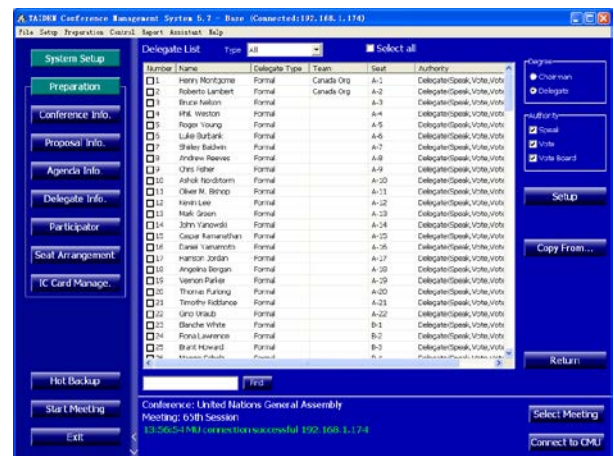 TAIDEN Conference Management System 5.7 - Base (Connected:192.168.1.174)
File Setup Preparation Control Report Assistant Help
System Setup
Preparation
Conference Info.
Proposal Info.
Agenda Info.
Delegate Info.
Participator
Seat Arrangement
IC Card Manage.
Hot Backup
Start Meeting
Exit
Delegate List Type All Select all
Number Name Delegate Type Team Seat Authority
1 Henry Montgome Formal Canada Org A-1 Delegate(Speak,Vote,Vote
2 Roberto Lambert Formal Canada Org A-2 Delegate(Speak,Vote,Vote
3 Bruce Nelson Formal A-3 Delegate(Speak,Vote,Vote
4 Phil Weston Formal A-4 Delegate(Speak,Vote,Vote
5 Roger Young Formal A-5 Delegate(Speak,Vote,Vote
6 Luke Burbank Formal A-6 Delegate(Speak,Vote,Vote
7 Shirley Baldwin Formal A-7 Delegate(Speak,Vote,Vote
8 Andrew Reeves Formal A-8 Delegate(Speak,Vote,Vote
9 Chris Fisher Formal A-9 Delegate(Speak,Vote,Vote
10 Ashok Nordstorm Formal A-10 Delegate(Speak,Vote,Vote
11 Oliver M. Bishop Formal A-11 Delegate(Speak,Vote,Vote
12 Kevin Lee Formal A-12 Delegate(Speak,Vote,Vote
13 Mark Green Formal A-13 Delegate(Speak,Vote,Vote
14 John Yanowski Formal A-14 Delegate(Speak,Vote,Vote
15 Caspar Ramanathan Formal A-15 Delegate(Speak,Vote,Vote
16 Daniel Yamamoto Formal A-16 Delegate(Speak,Vote,Vote
17 Harrison Jordan Formal A-17 Delegate(Speak,Vote,Vote
18 Angelina Bergan Formal A-18 Delegate(Speak,Vote,Vote
19 Vernon Parker Formal A-19 Delegate(Speak,Vote,Vote
20 Thomas Furlong Formal A-20 Delegate(Speak,Vote,Vote
21 Timothy Riddance Formal A-21 Delegate(Speak,Vote,Vote
22 Gino Formal A-22 Delegate(Speak,Vote,Vote
23 Blanche White Formal B-1 Delegate(Speak,Vote,Vote
24 Fiona Lawrence Formal B-2 Delegate(Speak,Vote,Vote
25 Brant Howard Formal B-3 Delegate(Speak,Vote,Vote
Find
Degree
Chairman
Delegate
Authority
Speak
Vote
Vote Board
Setup
Copy From...
Return
Conference: United Nations General Assembly
Meeting: 65th Session
13:56:54 MU connection successful 192.168.1.174
Select Meeting
Connect to CMU